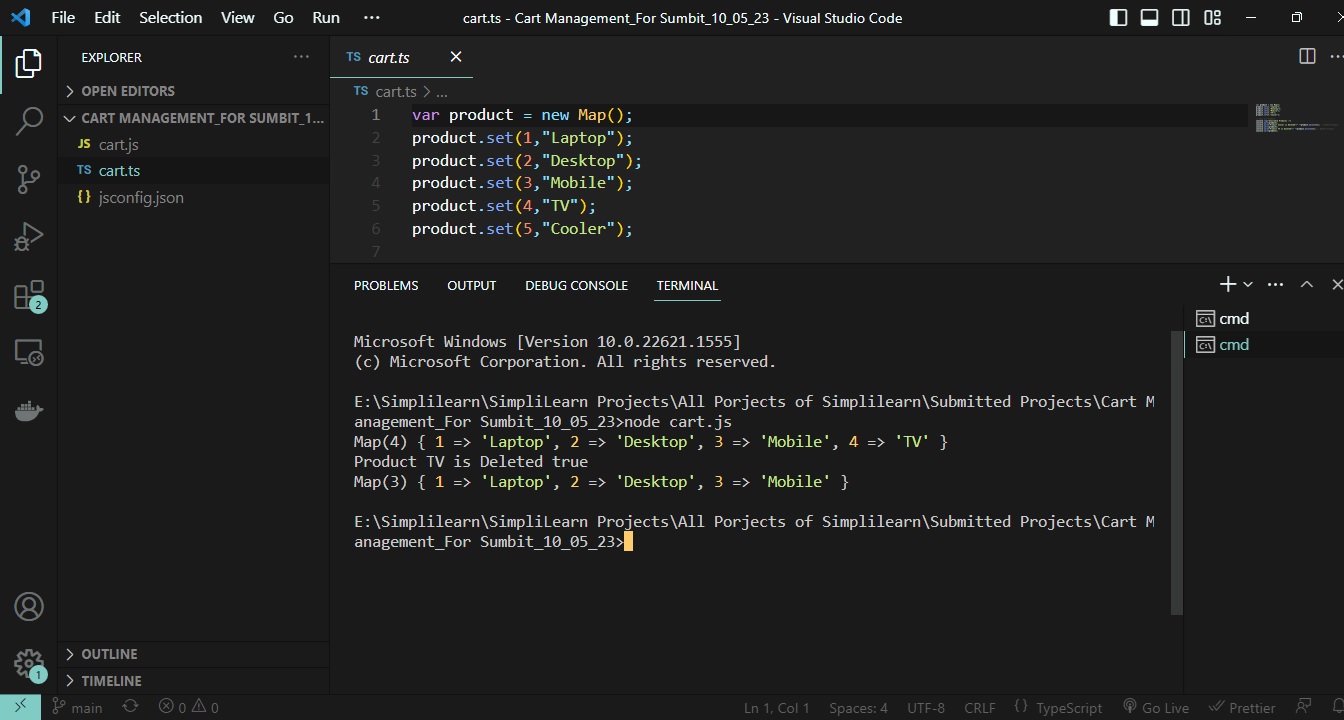 File Edit Selection View Go Run ··· cart.ts - Cart Management_For Sumbit_10_05_23 - Visual Studio Code
EXPLORER ···
OPEN EDITORS
CART MANAGEMENT_FOR SUMBIT_1...
JS cart.js
TS cart.ts
{} jsconfig.json
OUTLINE
TIMELINE
2
1
TS cart.ts
TS cart.ts > ...
1 var product = new Map();
2 product.set(1,"Laptop");
3 product.set(2,"Desktop");
4 product.set(3,"Mobile");
5 product.set(4,"TV");
6 product.set(5,"Cooler");
7
PROBLEMS OUTPUT DEBUG CONSOLE TERMINAL
Microsoft Windows [Version 10.0.22621.1555]
(c) Microsoft Corporation. All rights reserved.
E:\Simplilearn\SimpliLearn Projects\All Porjects of Simplilearn\Submitted Projects\Cart M
anagement_For Sumbit_10_05_23>node cart.js
Map(4) { 1 => 'Laptop', 2 => 'Desktop', 3 => 'Mobile', 4 => 'TV' }
Product TV is Deleted true
Map(3) { 1 => 'Laptop', 2 => 'Desktop', 3 => 'Mobile' }
E:\Simplilearn\SimpliLearn Projects\All Porjects of Simplilearn\Submitted Projects\Cart M
anagement_For Sumbit_10_05_23>
cmd
cmd
main 0 0 Ln 1, Col 1 Spaces: 4 UTF-8 CRLF {} TypeScript Go Live Prettier